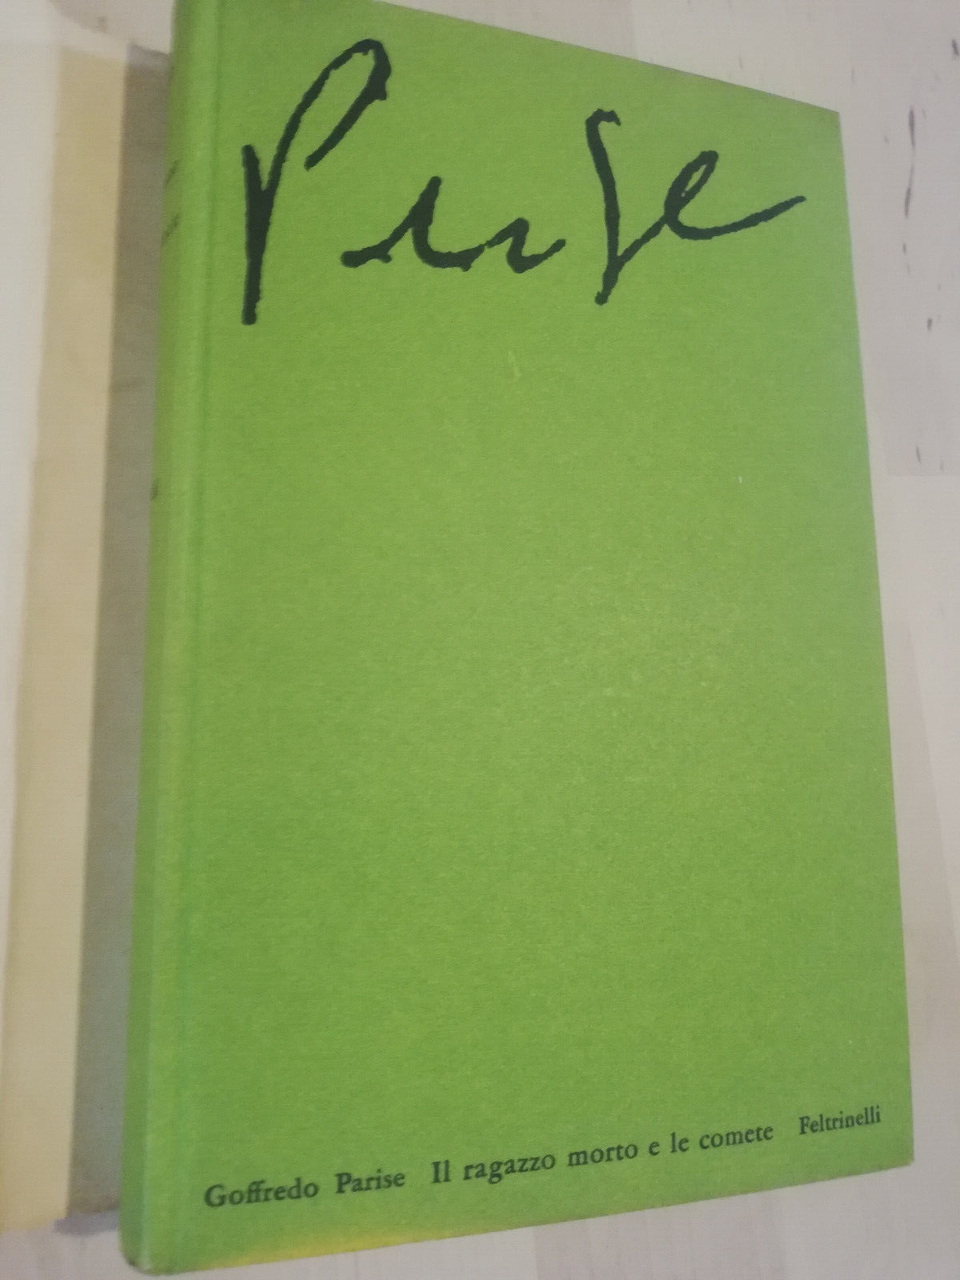 Parise
Goffredo Parise Il ragazzo morto e le comete Feltrinelli